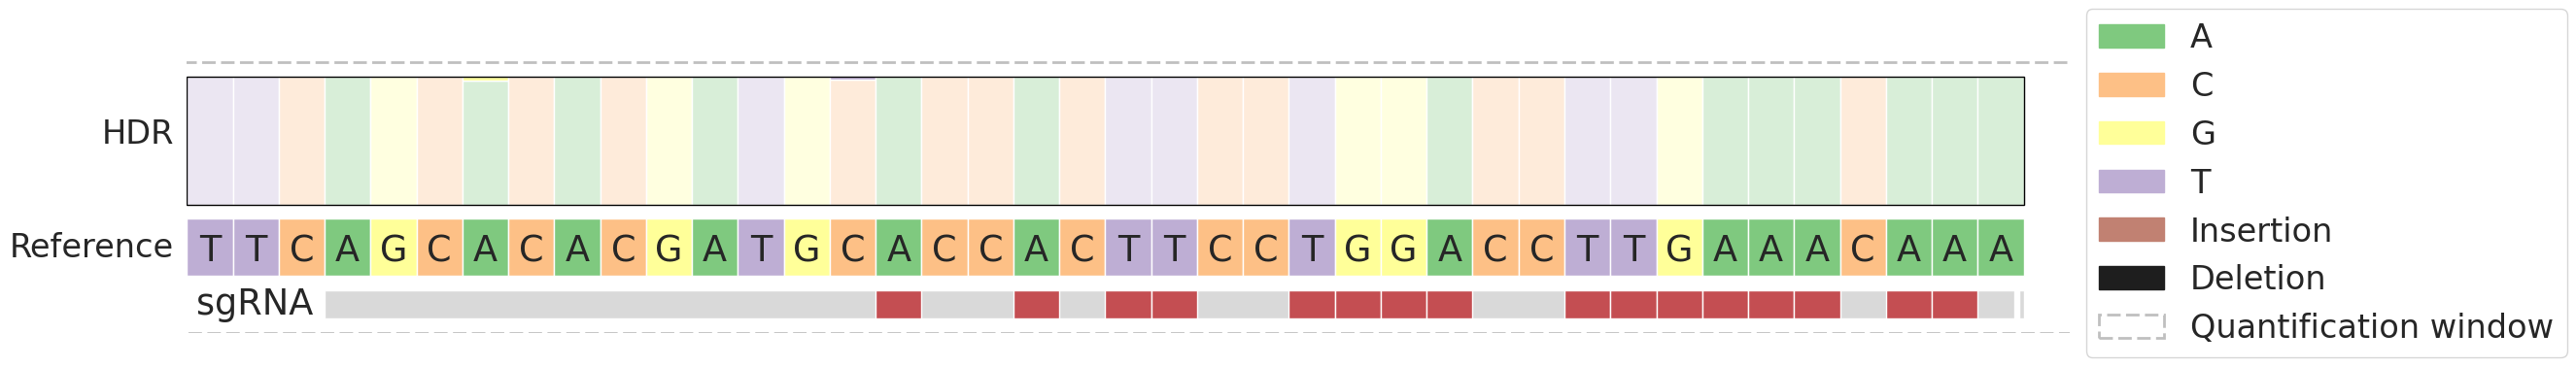 HDR
Reference T T C A G C A C A C G A T G C A C C A C T T C C T G G A C C T T G A A A C A A A
sgRNA
A
C
G
T
Insertion
Deletion
Quantification window